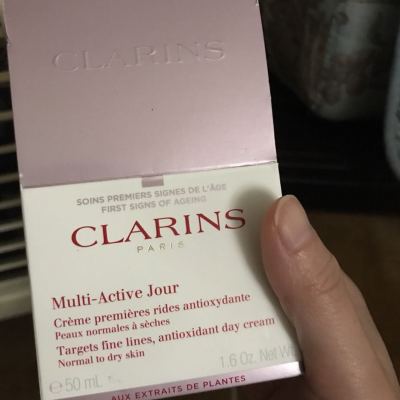 CLARINS
SOINS PREMIERS SIGNES DE L'ÂGE
FIRST SIGNS OF AGEING
CLARINS
PARIS
Multi-Active Jour
Crème premières rides antioxydante
Peaux normales à sèches
Targets fine lines, antioxidant day cream
Normal to dry skin
50 mL 1.6 Oz. Net
AUX EXTRAITS DE PLANTES